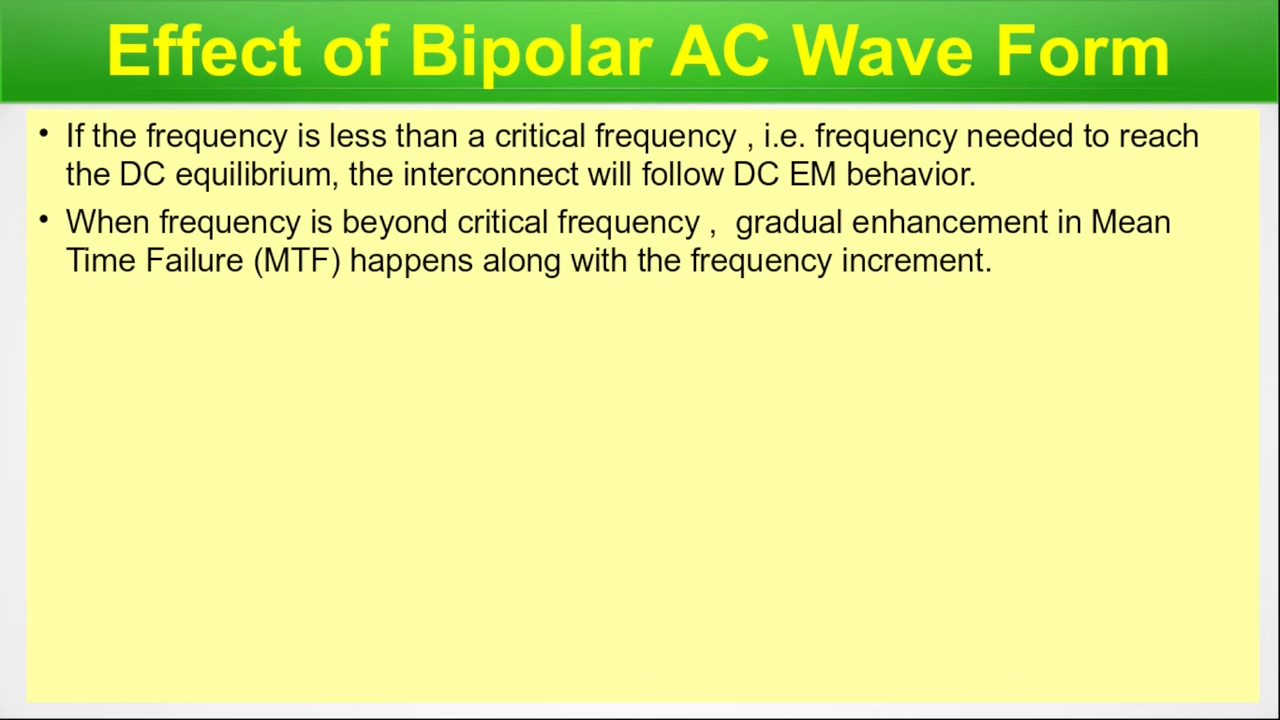 Effect of Bipolar AC Wave Form
• If the frequency is less than a critical frequency , i.e. frequency needed to reach
the DC equilibrium, the interconnect will follow DC EM behavior.
• When frequency is beyond critical frequency ,  gradual enhancement in Mean
Time Failure (MTF) happens along with the frequency increment.